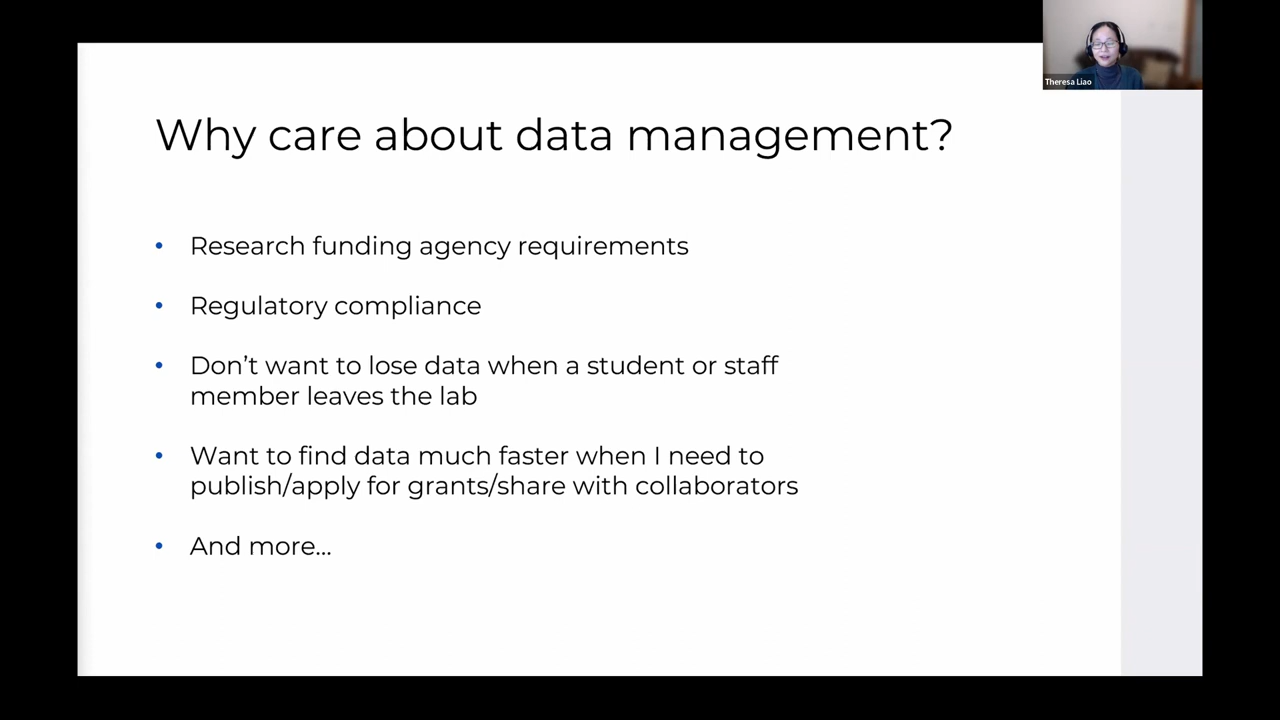 Theresa Liao
Why care about data management?
• Research funding agency requirements
• Regulatory compliance
• Don’t want to lose data when a student or staff
member leaves the lab
• Want to find data much faster when I need to
publish/apply for grants/share with collaborators
• And more...